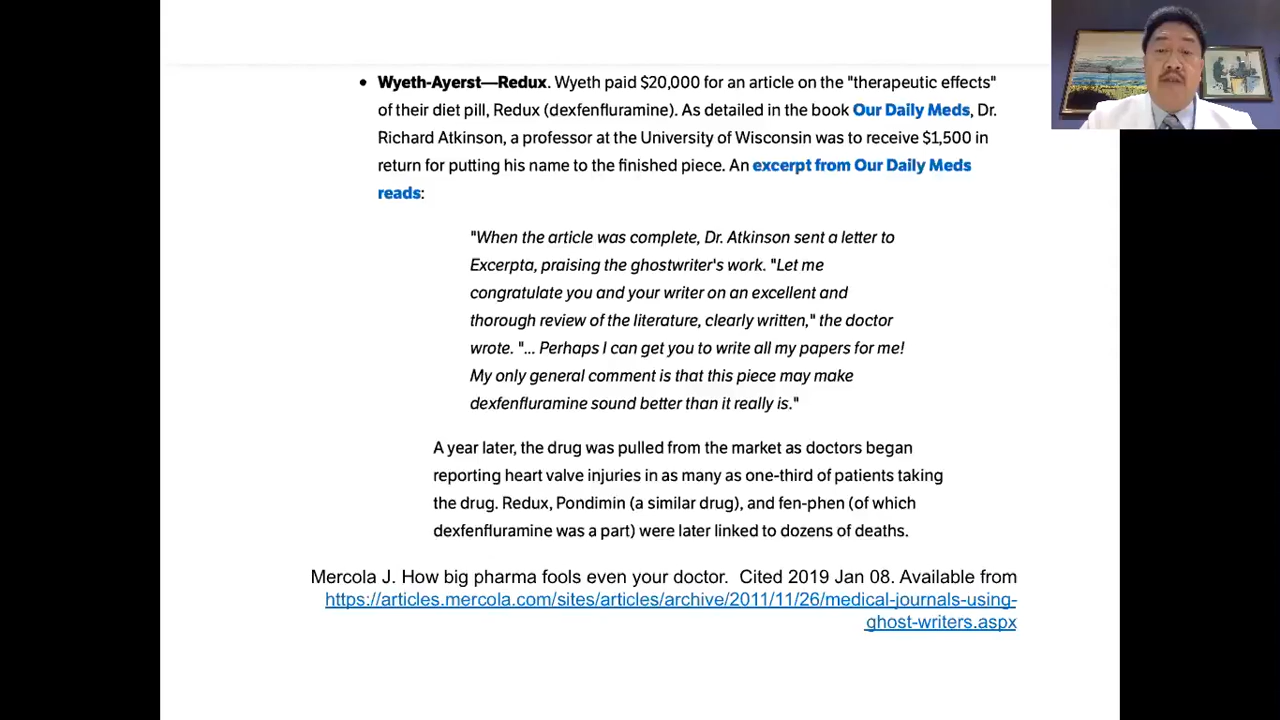 • Wyeth-Ayerst—Redux. Wyeth paid $20,000 for an article on the "therapeutic effects"
of their diet pill, Redux (dexfenfluramine). As detailed in the book Our Daily Meds, Dr.
Richard Atkinson, a professor at the University of Wisconsin was to receive $1,500 in
return for putting his name to the finished piece. An excerpt from Our Daily Meds
reads:
"When the article was complete, Dr. Atkinson sent a letter to
Excerpta, praising the ghostwriter's work. "Let me
congratulate you and your writer on an excellent and
thorough review of the literature, clearly written," the doctor
wrote. "... Perhaps I can get you to write all my papers for me!
My only general comment is that this piece may make
dexfenfluramine sound better than it really is."
A year later, the drug was pulled from the market as doctors began
reporting heart valve injuries in as many as one-third of patients taking
the drug. Redux, Pondimin (a similar drug), and fen-phen (of which
dexfenfluramine was a part) were later linked to dozens of deaths.
Mercola J. How big pharma fools even your doctor. Cited 2019 Jan 08. Available from
https://articles.mercola.com/sites/articles/archive/2011/11/26/medical-journals-using-
ghost-writers.aspx